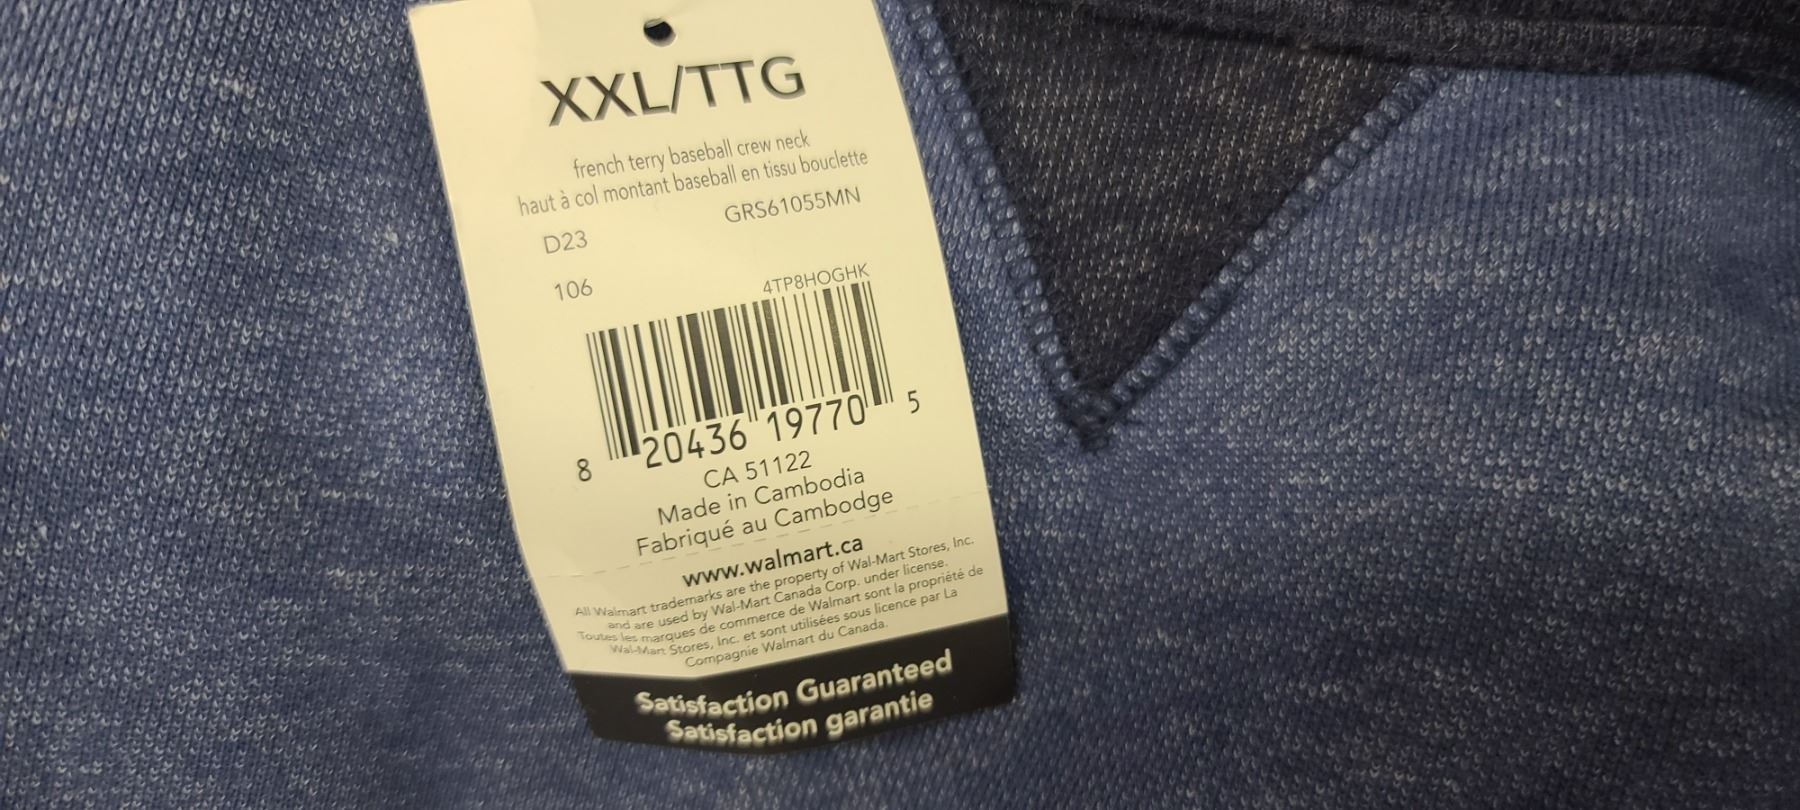 XXL/TTG
french terry baseball crew neck
haut à col montant baseball en tissu bouclette
GRS61055MN
D23
106
4TP8HOGHK
8 20436 19770 5
CA 51122
Made in Cambodia
Fabriqué au Cambodge
www.walmart.ca
All Walmart trademarks are the property of Wal-Mart Stores, Inc.
and are used by Wal-Mart Canada Corp. under license.
Toutes les marques de commerce de Walmart sont la propriété de
Wal-Mart Stores, Inc. et sont utilisées sous licence par La
Compagnie Walmart du Canada.
Satisfaction Guaranteed
Satisfaction garantie